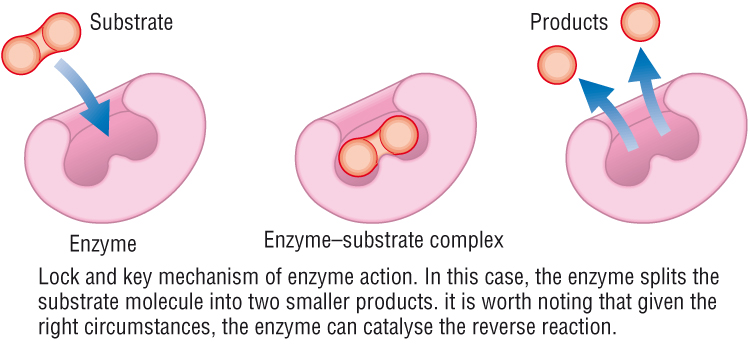 Substrate
Products
Enzyme
Enzyme–substrate complex
Lock and key mechanism of enzyme action. In this case, the enzyme splits the
substrate molecule into two smaller products. it is worth noting that given the
right circumstances, the enzyme can catalyse the reverse reaction.